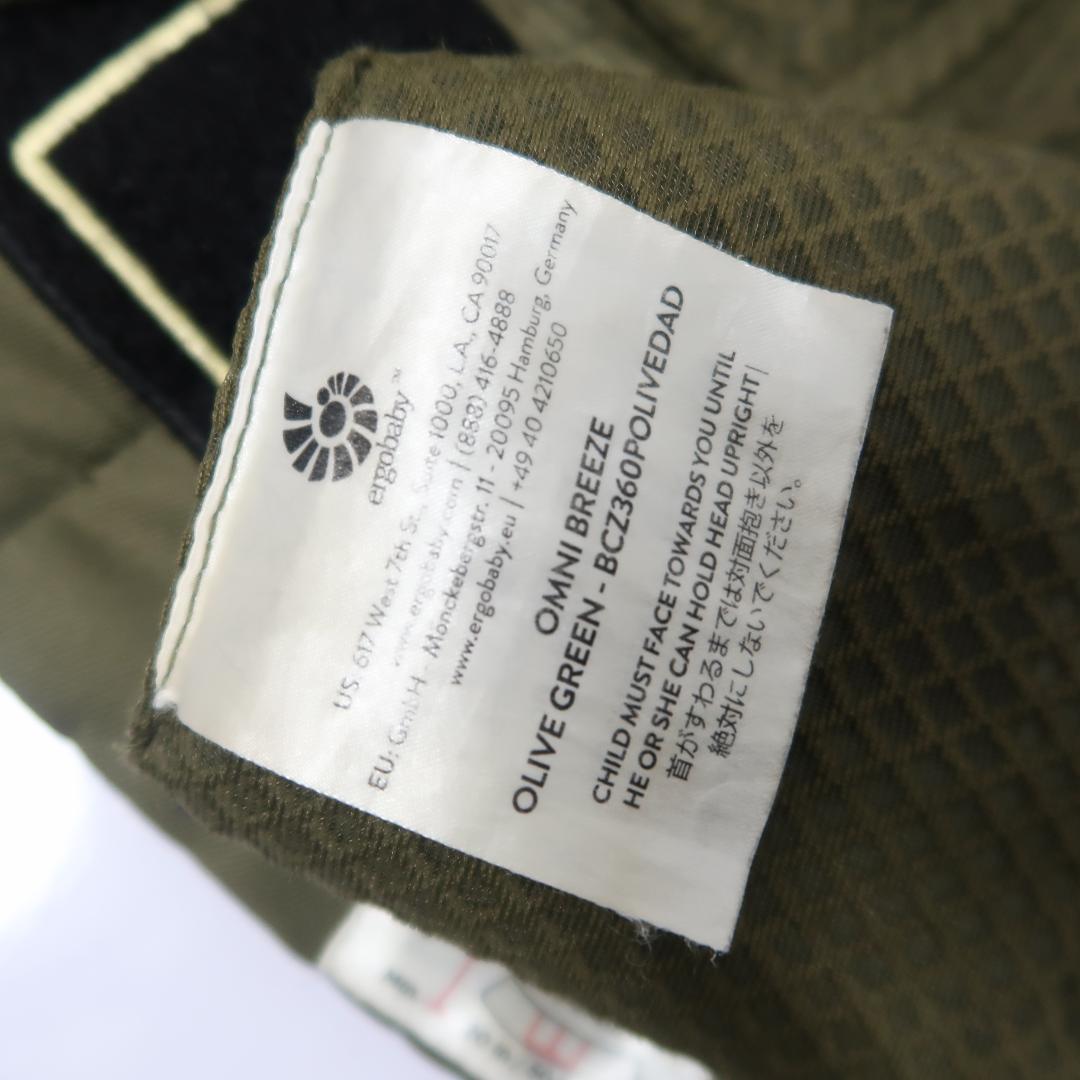 ergobaby™
US: 617 West 7th St., Suite 1000, LA, CA 90017
www.ergobaby.com | (888) 416-4888
EU: GmbH - Monckebergstr. 11 - 20095 Hamburg, Germany
www.ergobaby.eu | +49 40 4210650
OMNI BREEZE
OLIVE GREEN - BCZ360POLIVEDAD
CHILD MUST FACE TOWARDS YOU UNTIL
HE OR SHE CAN HOLD HEAD UPRIGHT |
首がすわるまでは対面抱き以外を
絶対にしないでください。